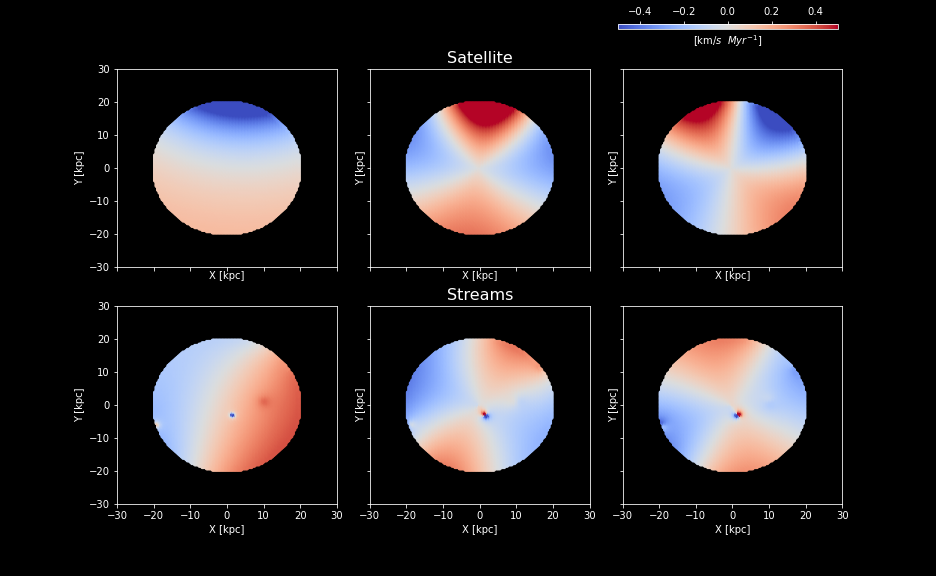 −0.4 −0.2 0.0 0.2 0.4
[km/s Myr⁻¹]
Satellite
30
20
10
0
−10
−20
−30
Y [kpc]
Y [kpc]
Y [kpc]
X [kpc]
X [kpc]
X [kpc]
Streams
30
20
10
0
−10
−20
−30
Y [kpc]
Y [kpc]
Y [kpc]
−30 −20 −10 0 10 20 30
−30 −20 −10 0 10 20 30
−30 −20 −10 0 10 20 30
X [kpc]
X [kpc]
X [kpc]